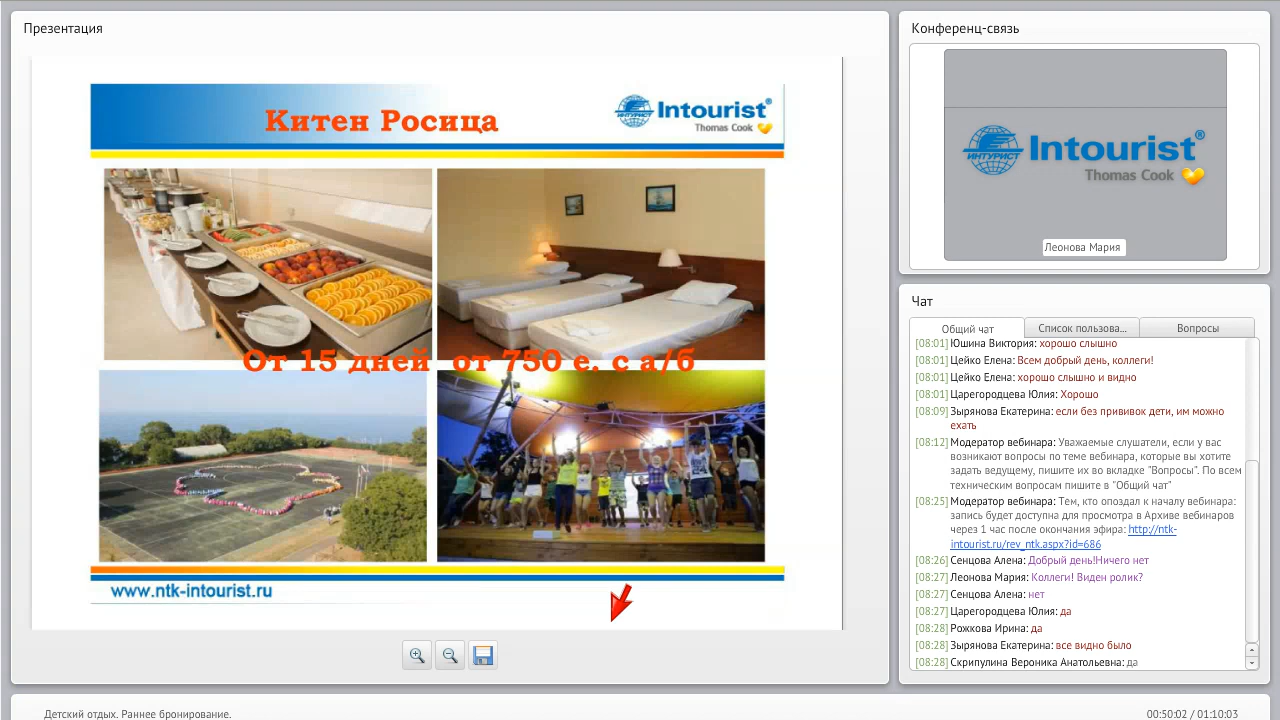 Презентация
Китен Росица
ИНТУРИСТ
Intourist®
Thomas Cook
От 15 дней от 750 е. с а/б
www.ntk-intourist.ru
Конференц-связь
ИНТУРИСТ
Intourist®
Thomas Cook
Леонова Мария
Чат
Общий чат
Список пользова...
Вопросы
[08:01] Юшина Виктория: хорошо слышно
[08:01] Цейко Елена: Всем добрый день, коллеги!
[08:01] Цейко Елена: хорошо слышно и видно
[08:01] Царегородцева Юлия: Хорошо
[08:09] Зырянова Екатерина: если без прививок дети, им можно
ехать
[08:12] Модератор вебинара: Уважаемые слушатели, если у вас
возникают вопросы по теме вебинара, которые вы хотите
задать ведущему, пишите их во вкладке "Вопросы". По всем
техническим вопросам пишите в "Общий чат"
[08:25] Модератор вебинара: Тем, кто опоздал к началу вебинара:
запись будет доступна для просмотра в Архиве вебинаров
через 1 час после окончания эфира: http://ntk-
intourist.ru/rev_ntk.aspx?id=686
[08:26] Сенцова Алена: Добрый день!Ничего нет
[08:27] Леонова Мария: Коллеги! Виден ролик?
[08:27] Сенцова Алена: нет
[08:27] Царегородцева Юлия: да
[08:28] Рожкова Ирина: да
[08:28] Зырянова Екатерина: все видно было
[08:28] Скрипулина Вероника Анатольевна: да
Детский отдых. Раннее бронирование.
00:50:02 / 01:10:03